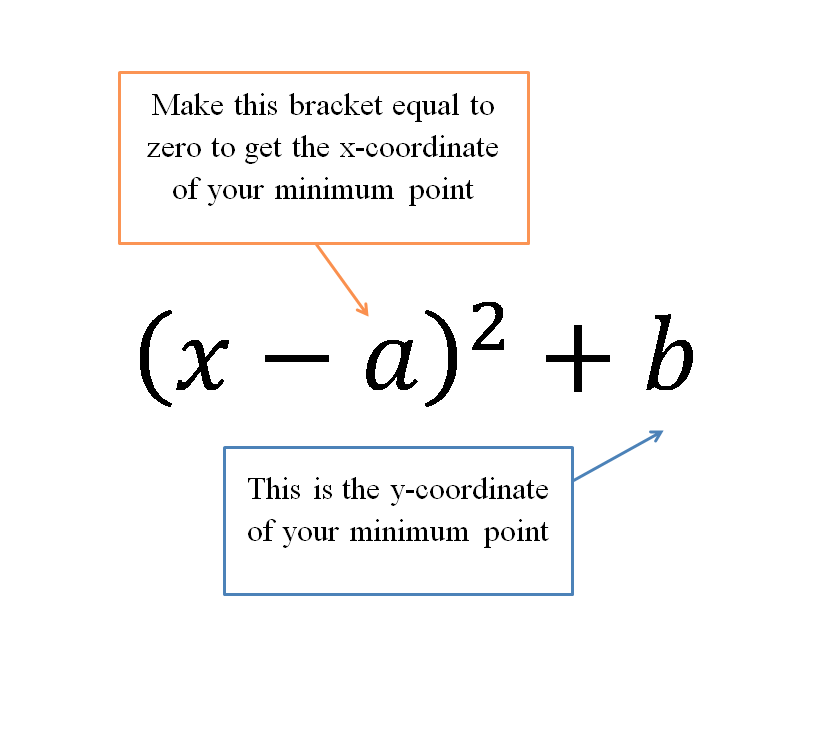 Make this bracket equal to
zero to get the x-coordinate
of your minimum point
(x − a)² + b
This is the y-coordinate
of your minimum point